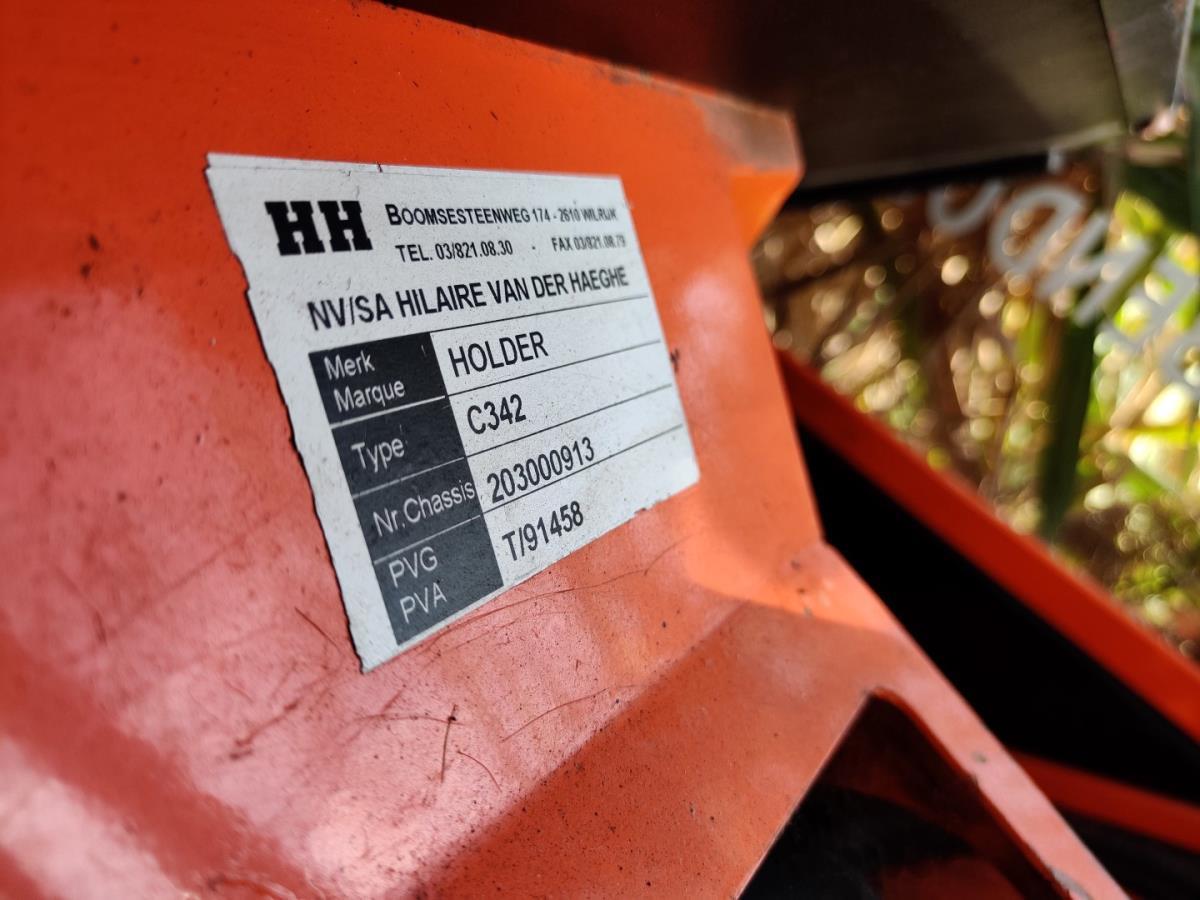 HH
BOOMSESTEENWEG 174 - 2610 WILRIJK
TEL. 03/821.08.30 - FAX 03/821.08.79
NV/SA HILAIRE VAN DER HAEGHE
Merk
Marque
HOLDER
Type
C342
Nr.Chassis
203000913
PVG
PVA
T/91458